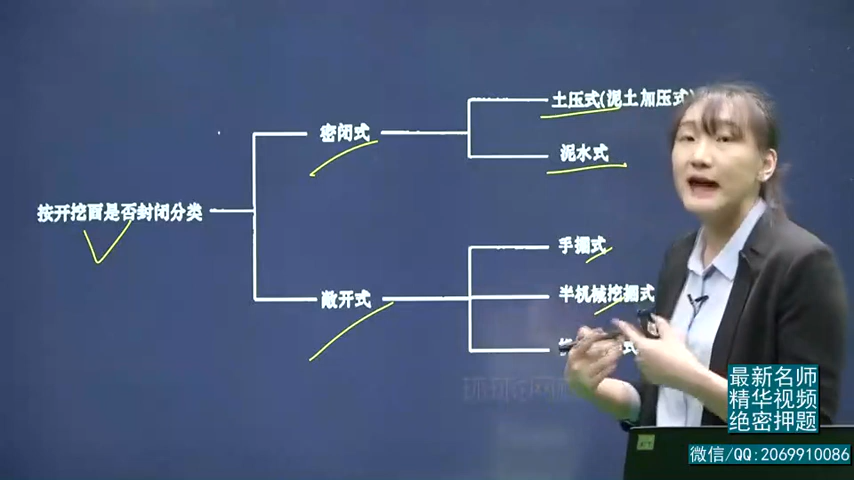 土压式(泥土加压式)
密闭式
泥水式
按开挖面是否封闭分类
手掘式
敞开式
半机械挖掘式
式
最新名师
精华视频
绝密押题
微信/QQ:2069910086